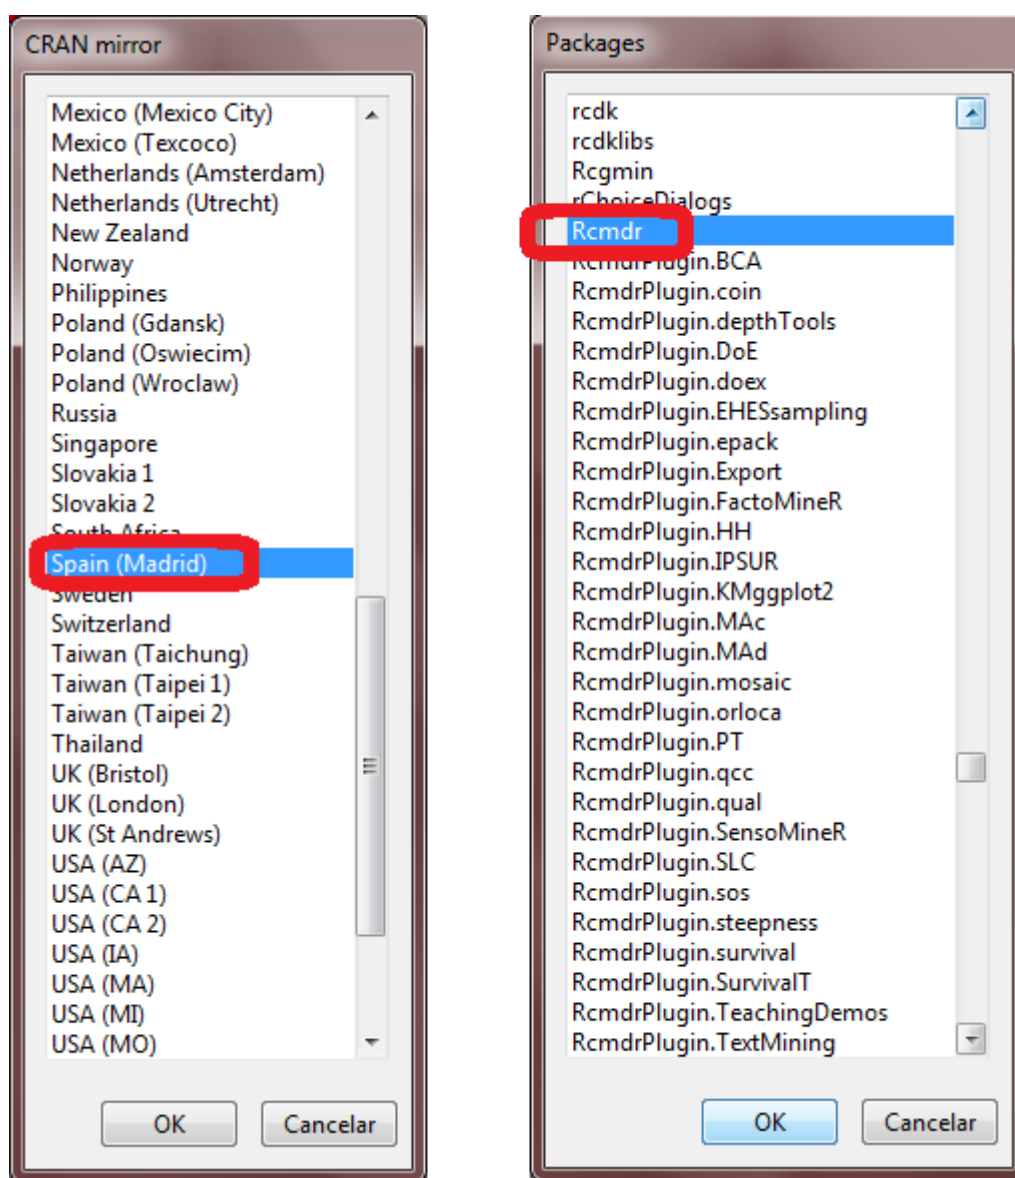 CRAN mirror
Mexico (Mexico City)
Mexico (Texcoco)
Netherlands (Amsterdam)
Netherlands (Utrecht)
New Zealand
Norway
Philippines
Poland (Gdansk)
Poland (Oswiecim)
Poland (Wroclaw)
Russia
Singapore
Slovakia 1
Slovakia 2
South Africa
Spain (Madrid)
Sweden
Switzerland
Taiwan (Taichung)
Taiwan (Taipei 1)
Taiwan (Taipei 2)
Thailand
UK (Bristol)
UK (London)
UK (St Andrews)
USA (AZ)
USA (CA 1)
USA (CA 2)
USA (IA)
USA (MA)
USA (MI)
USA (MO)
OK
Cancelar
Packages
rcdk
rcdklibs
Rcgmin
rChoiceDialogs
Rcmdr
RcmdrPlugin.BCA
RcmdrPlugin.coin
RcmdrPlugin.depthTools
RcmdrPlugin.DoE
RcmdrPlugin.doex
RcmdrPlugin.EHESsampling
RcmdrPlugin.epack
RcmdrPlugin.Export
RcmdrPlugin.FactoMineR
RcmdrPlugin.HH
RcmdrPlugin.IPSUR
RcmdrPlugin.KMggplot2
RcmdrPlugin.MAc
RcmdrPlugin.MAd
RcmdrPlugin.mosaic
RcmdrPlugin.orloca
RcmdrPlugin.PT
RcmdrPlugin.qcc
RcmdrPlugin.qual
RcmdrPlugin.SensoMineR
RcmdrPlugin.SLC
RcmdrPlugin.sos
RcmdrPlugin.steepness
RcmdrPlugin.survival
RcmdrPlugin.SurvivalT
RcmdrPlugin.TeachingDemos
RcmdrPlugin.TextMining
OK
Cancelar